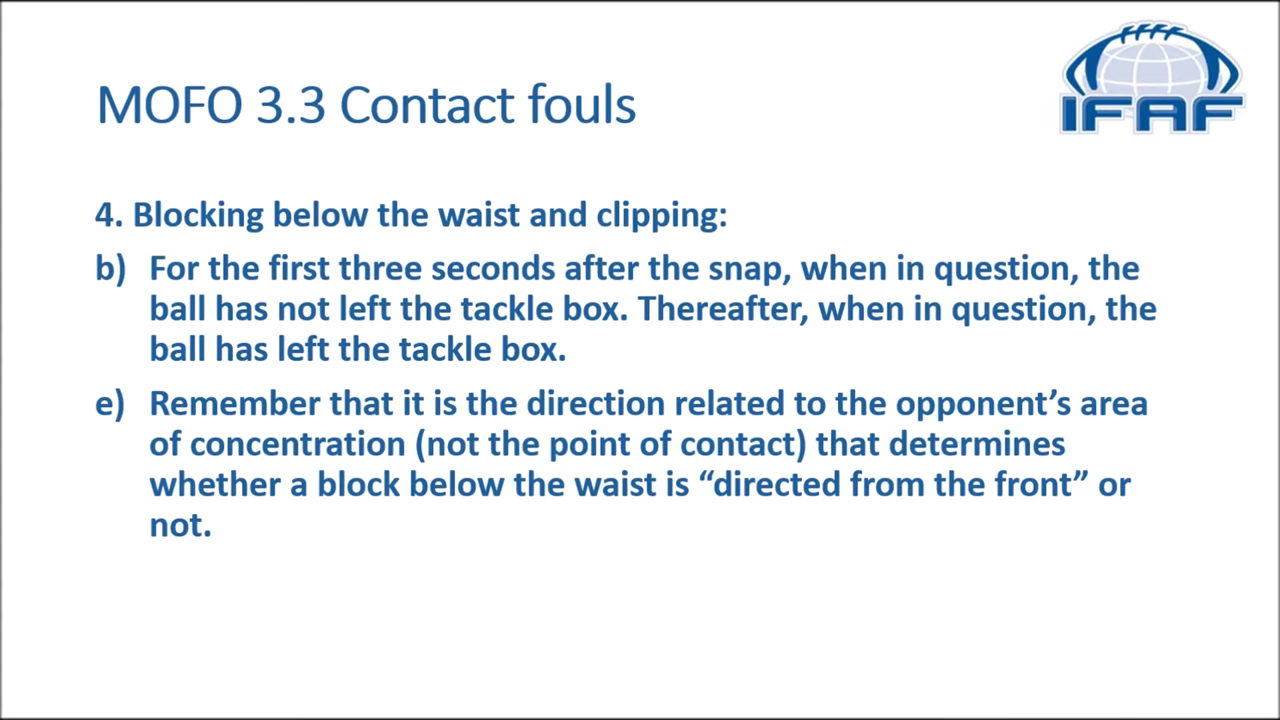 MOFO 3.3 Contact fouls
IFAF
4. Blocking below the waist and clipping:
b) For the first three seconds after the snap, when in question, the
ball has not left the tackle box. Thereafter, when in question, the
ball has left the tackle box.
e) Remember that it is the direction related to the opponent’s area
of concentration (not the point of contact) that determines
whether a block below the waist is “directed from the front” or
not.